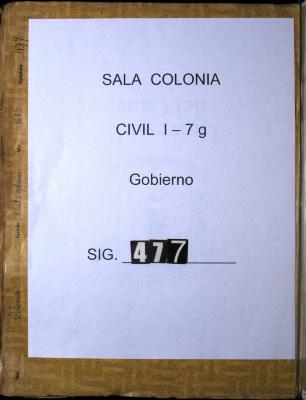 SALA COLONIA
CIVIL I – 7 g
Gobierno
SIG. 477